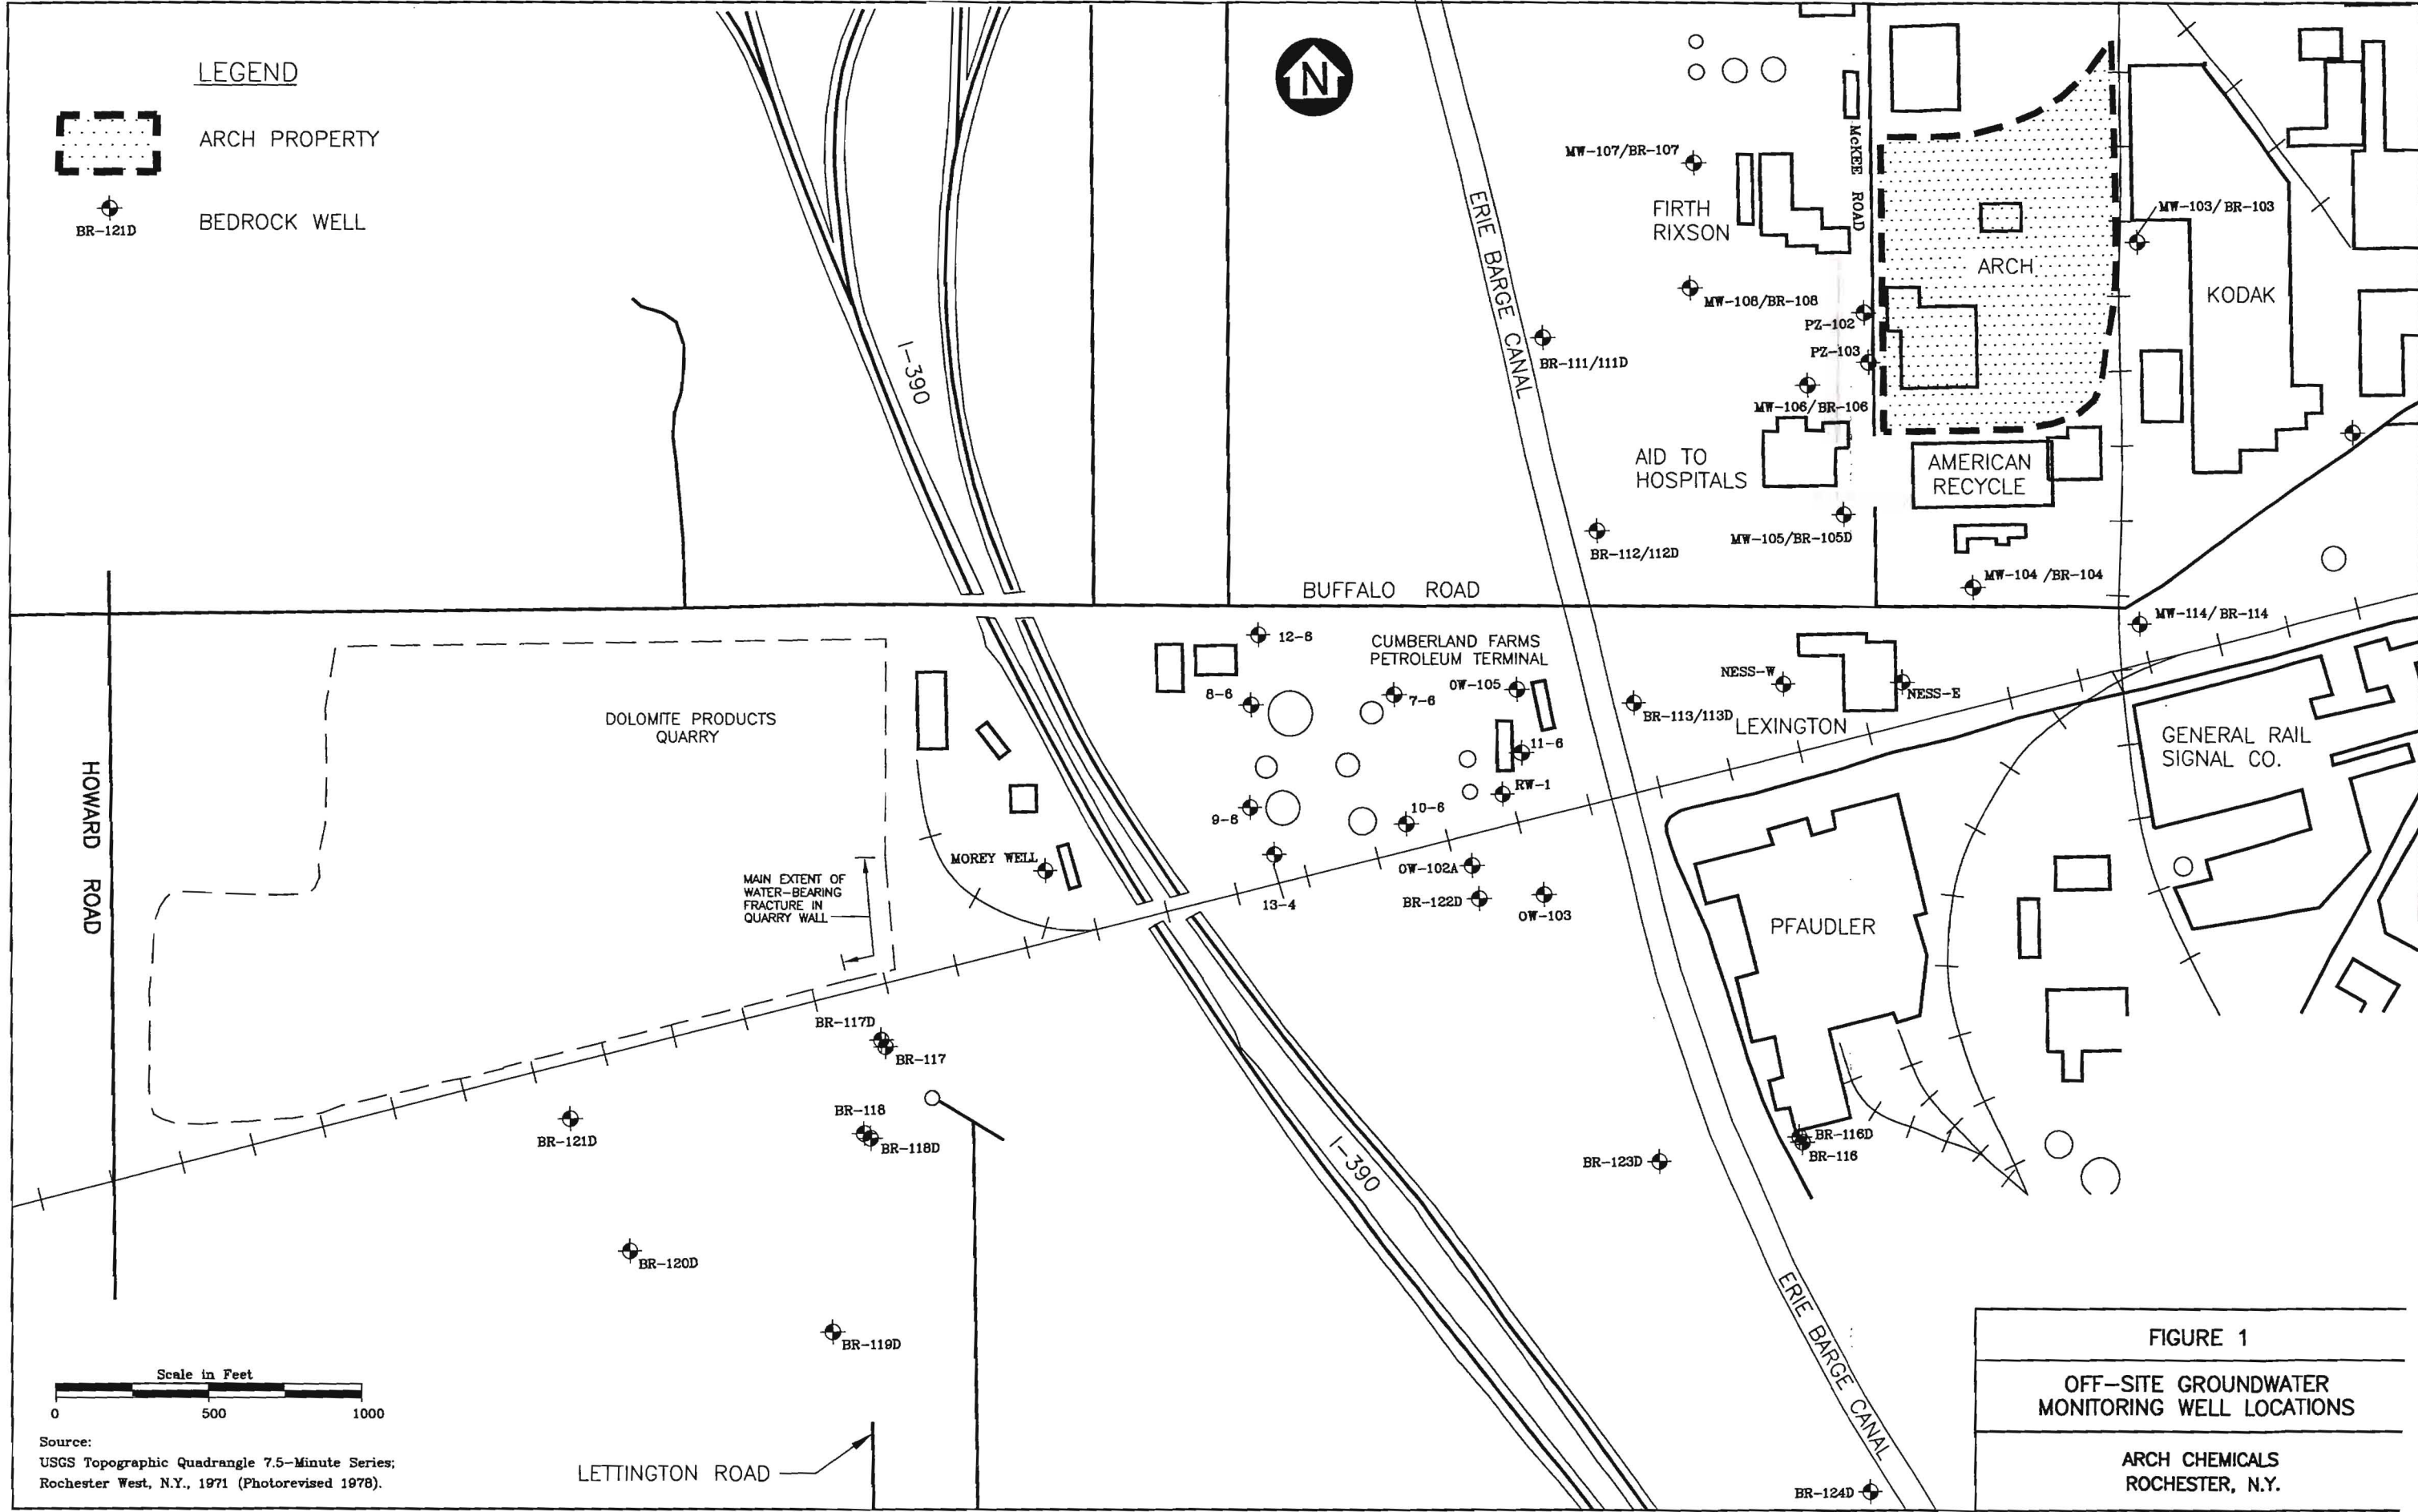 LEGEND
ARCH PROPERTY
BR-121D
BEDROCK WELL
N
I-390
ERIE BARGE CANAL
McKEE ROAD
MW-107/BR-107
FIRTH
RIXSON
MW-103/BR-103
ARCH
KODAK
MW-108/BR-108
PZ-102
PZ-103
BR-111/111D
MW-106/BR-106
AID TO
HOSPITALS
AMERICAN
RECYCLE
BR-112/112D
MW-105/BR-105D
MW-104 /BR-104
BUFFALO ROAD
MW-114/BR-114
HOWARD ROAD
DOLOMITE PRODUCTS
QUARRY
12-6
CUMBERLAND FARMS
PETROLEUM TERMINAL
8-6
7-6
OW-105
NESS-W
NESS-E
BR-113/113D
LEXINGTON
GENERAL RAIL
SIGNAL CO.
11-6
RW-1
9-6
10-6
MOREY WELL
MAIN EXTENT OF
WATER-BEARING
FRACTURE IN
QUARRY WALL
OW-102A
13-4
BR-122D
OW-103
PFAUDLER
BR-117D
BR-117
BR-118
BR-118D
BR-121D
BR-116D
BR-116
BR-123D
I-390
BR-120D
BR-119D
ERIE BARGE CANAL
Scale in Feet
0 500 1000
Source:
USGS Topographic Quadrangle 7.5-Minute Series;
Rochester West, N.Y., 1971 (Photorevised 1978).
LETTINGTON ROAD
BR-124D
FIGURE 1
OFF-SITE GROUNDWATER
MONITORING WELL LOCATIONS
ARCH CHEMICALS
ROCHESTER, N.Y.